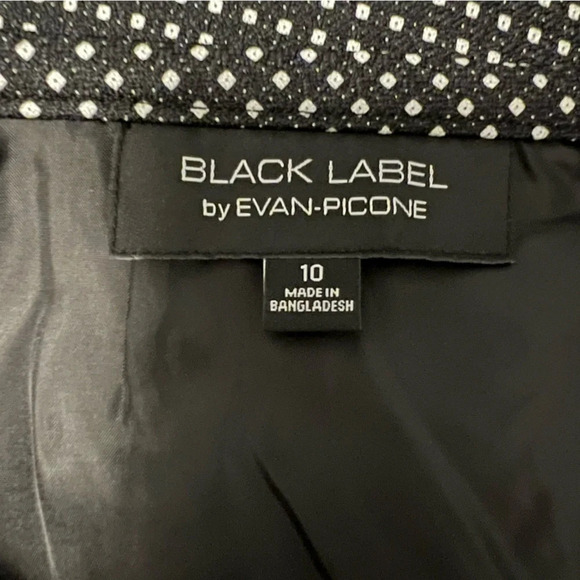 BLACK LABEL
by EVAN-PICONE
10
MADE IN
BANGLADESH